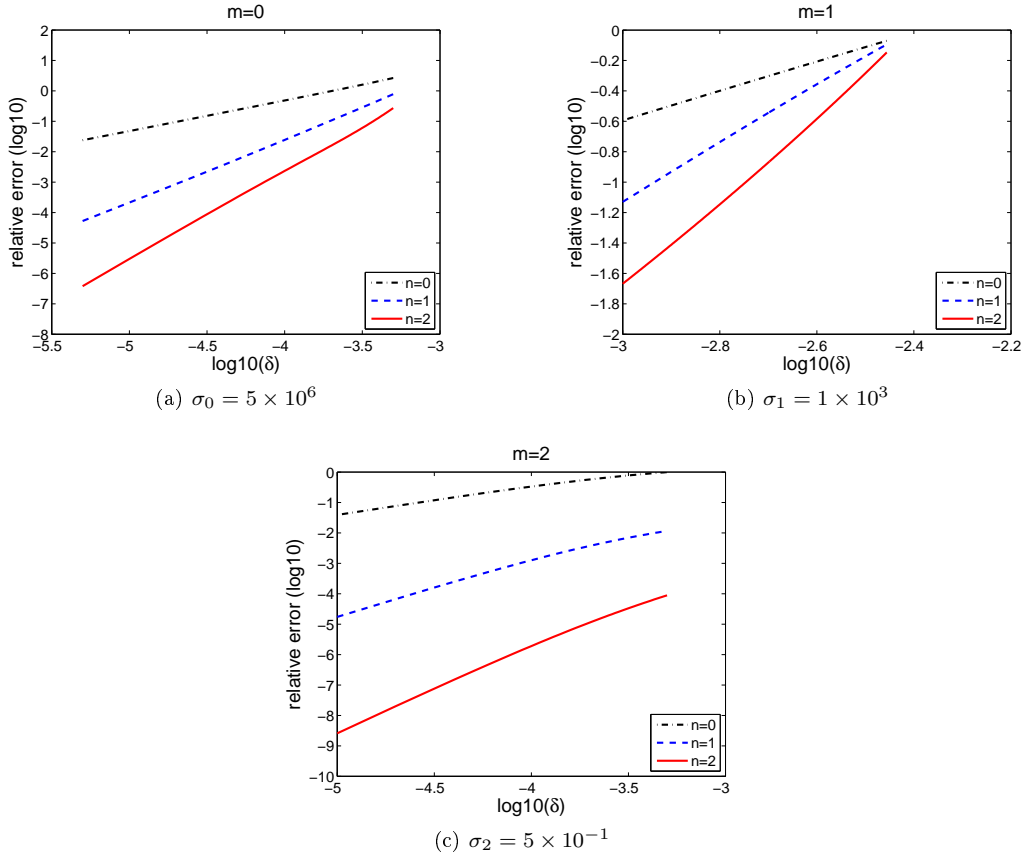 m=0
2
1
0
−1
−2
−3
−4
−5
−6
−7
−8
relative error (log10)
n=0
n=1
n=2
−5.5
−5
−4.5
−4
−3.5
−3
log10(δ)
(a) σ₀ = 5 × 10⁶
m=1
0
−0.2
−0.4
−0.6
−0.8
−1
−1.2
−1.4
−1.6
−1.8
−2
relative error (log10)
n=0
n=1
n=2
−3
−2.8
−2.6
−2.4
−2.2
log10(δ)
(b) σ₁ = 1 × 10³
m=2
0
−1
−2
−3
−4
−5
−6
−7
−8
−9
−10
relative error (log10)
n=0
n=1
n=2
−5
−4.5
−4
−3.5
−3
log10(δ)
(c) σ₂ = 5 × 10⁻¹